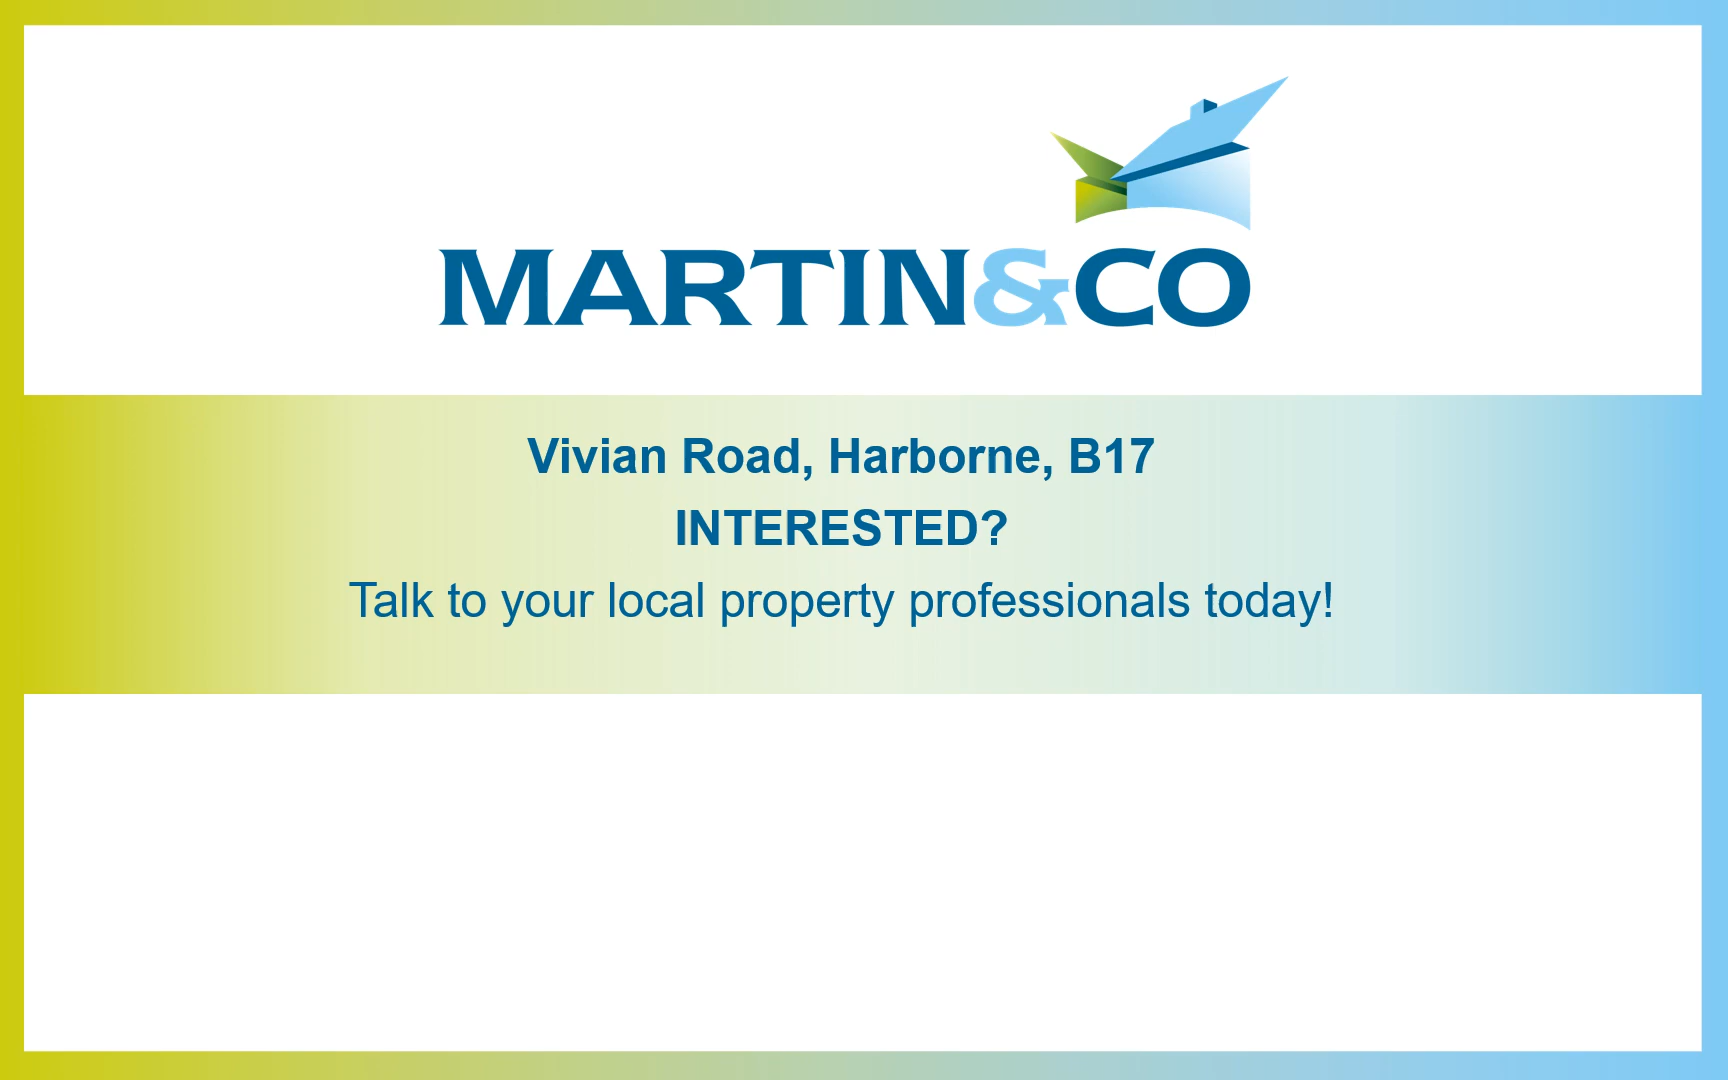 MARTIN&CO
Vivian Road, Harborne, B17
INTERESTED?
Talk to your local property professionals today!